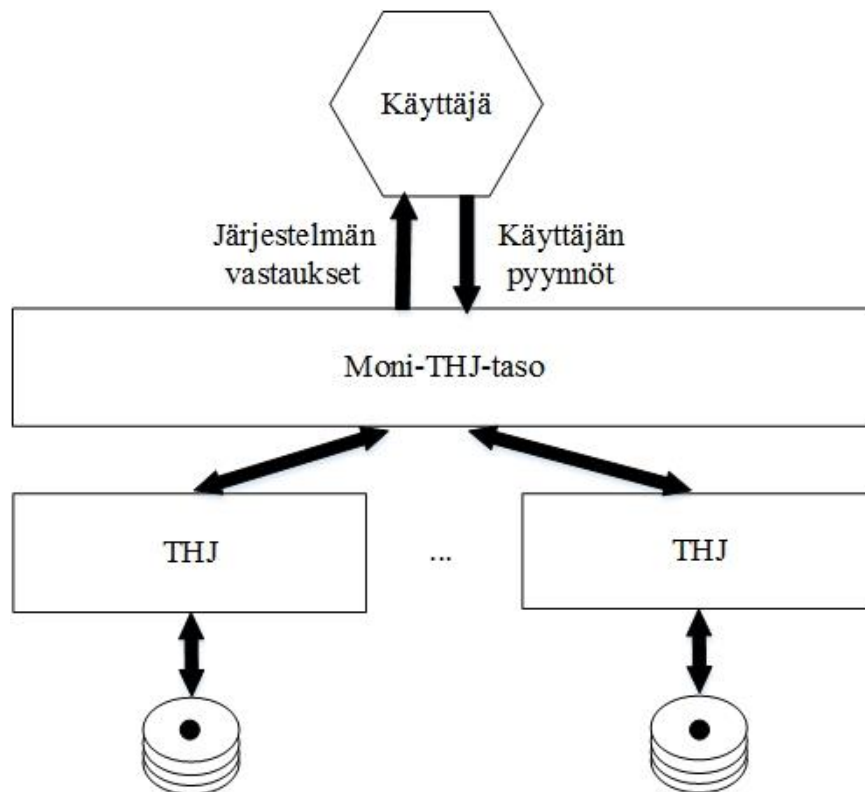 Käyttäjä
Järjestelmän
vastaukset
Käyttäjän
pyynnöt
Moni-THJ-taso
THJ
...
THJ